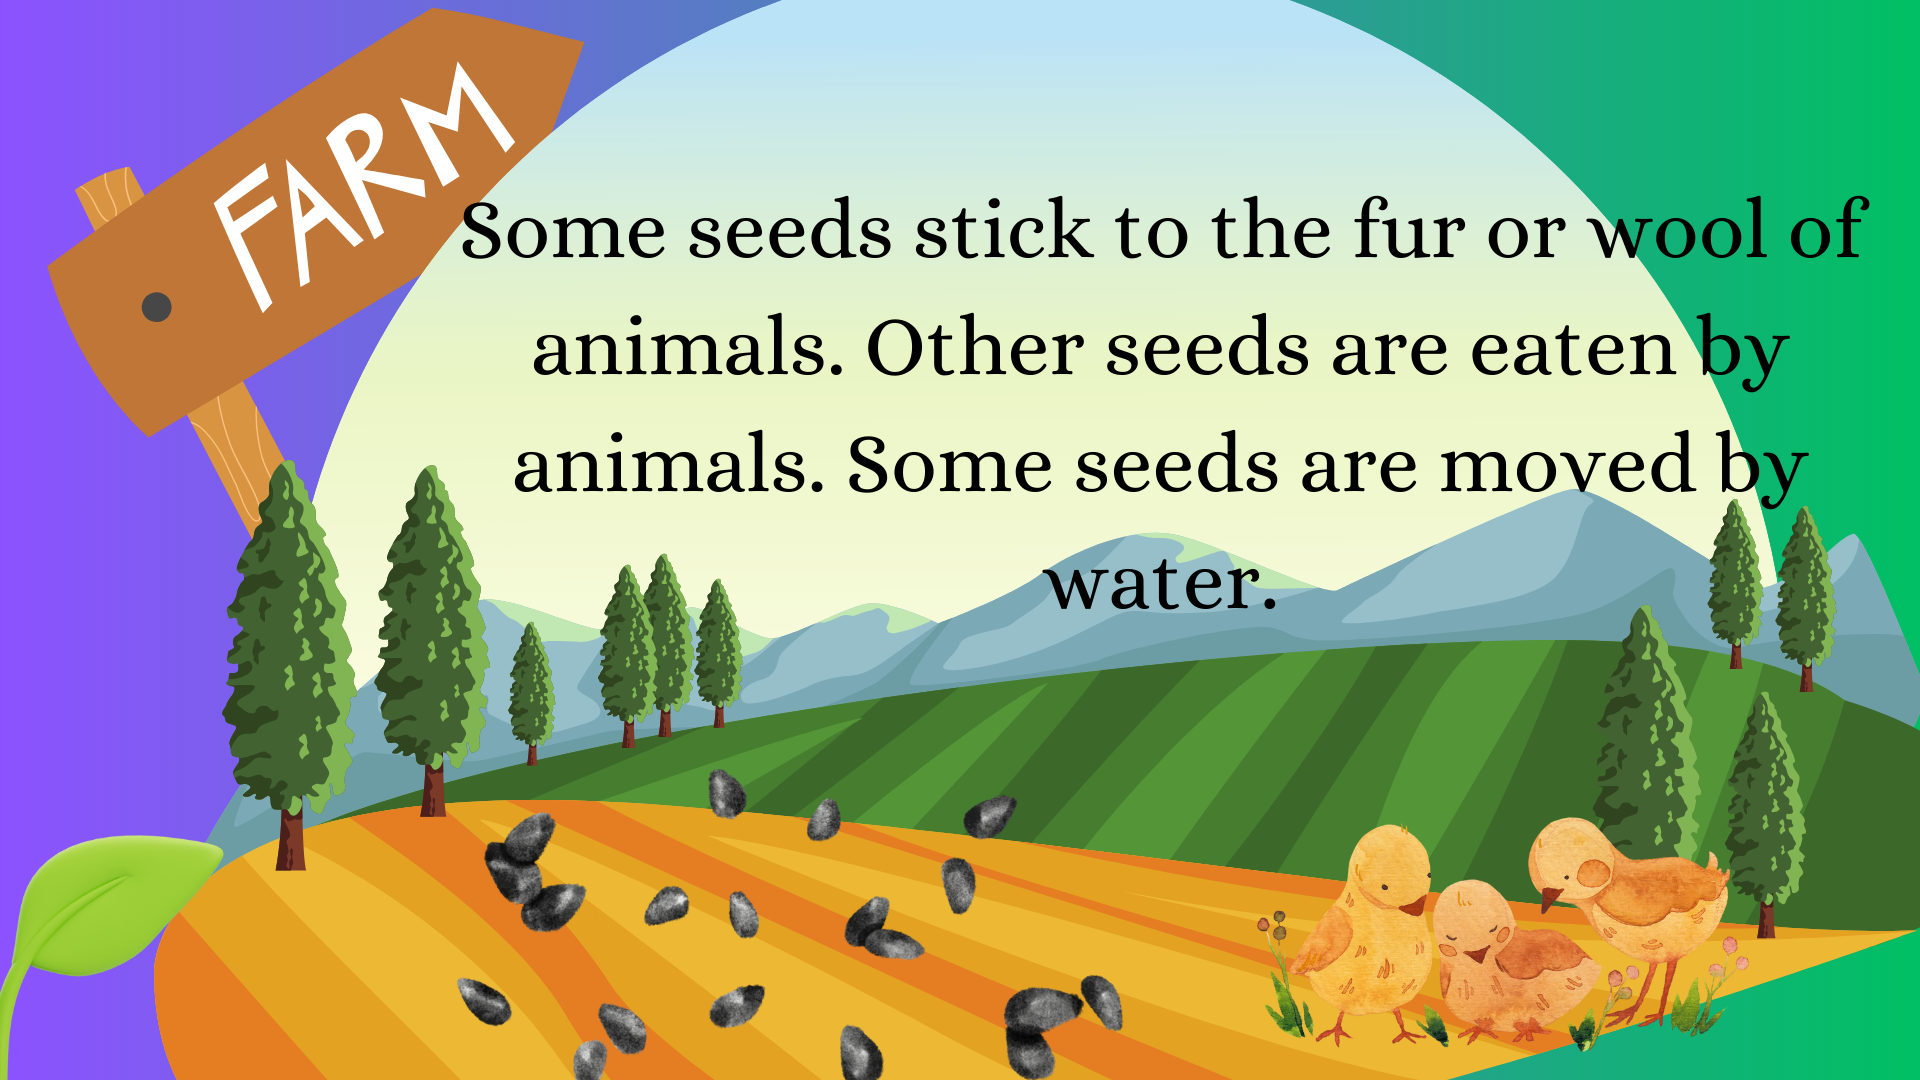 FARM
Some seeds stick to the fur or wool of
animals. Other seeds are eaten by
animals. Some seeds are moved by
water.